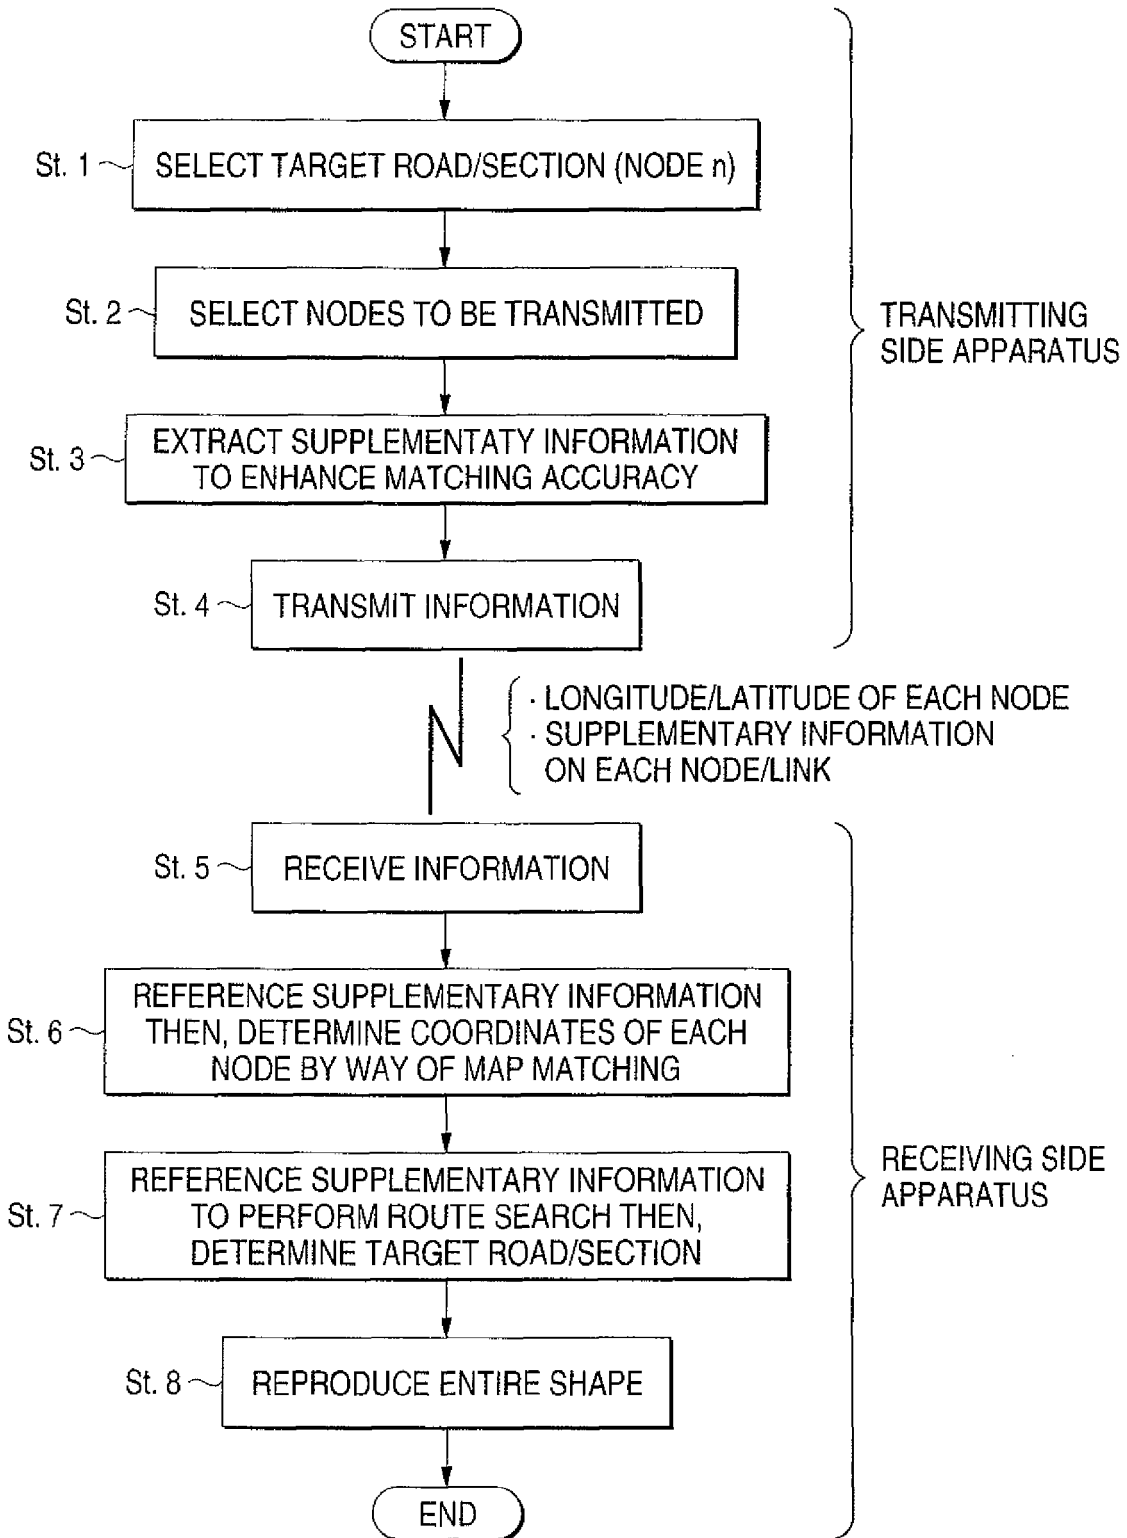 START
St. 1
SELECT TARGET ROAD/SECTION (NODE n)
St. 2
SELECT NODES TO BE TRANSMITTED
TRANSMITTING
SIDE APPARATUS
St. 3
EXTRACT SUPPLEMENTATY INFORMATION
TO ENHANCE MATCHING ACCURACY
St. 4
TRANSMIT INFORMATION
· LONGITUDE/LATITUDE OF EACH NODE
· SUPPLEMENTARY INFORMATION
ON EACH NODE/LINK
St. 5
RECEIVE INFORMATION
St. 6
REFERENCE SUPPLEMENTARY INFORMATION
THEN, DETERMINE COORDINATES OF EACH
NODE BY WAY OF MAP MATCHING
RECEIVING SIDE
APPARATUS
St. 7
REFERENCE SUPPLEMENTARY INFORMATION
TO PERFORM ROUTE SEARCH THEN,
DETERMINE TARGET ROAD/SECTION
St. 8
REPRODUCE ENTIRE SHAPE
END